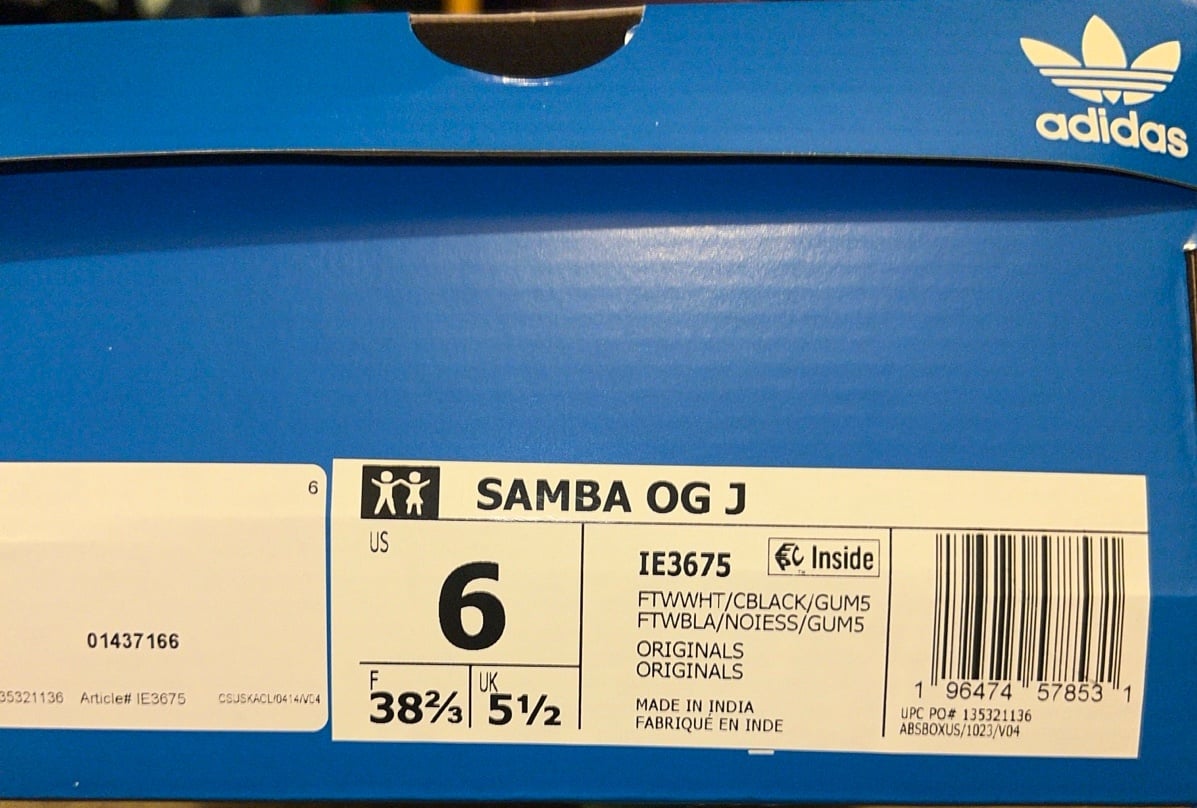 adidas
6
01437166
35321136 Article# IE3675 CSUSKACL/0414/V04
SAMBA OG J
US
6
F
38⅔
UK
5½
IE3675
EPC Inside
FTWWHT/CBLACK/GUM5
FTWBLA/NOIESS/GUM5
ORIGINALS
ORIGINALS
MADE IN INDIA
FABRIQUÉ EN INDE
1 96474 57853 1
UPC PO# 135321136
ABSBOXUS/1023/V04